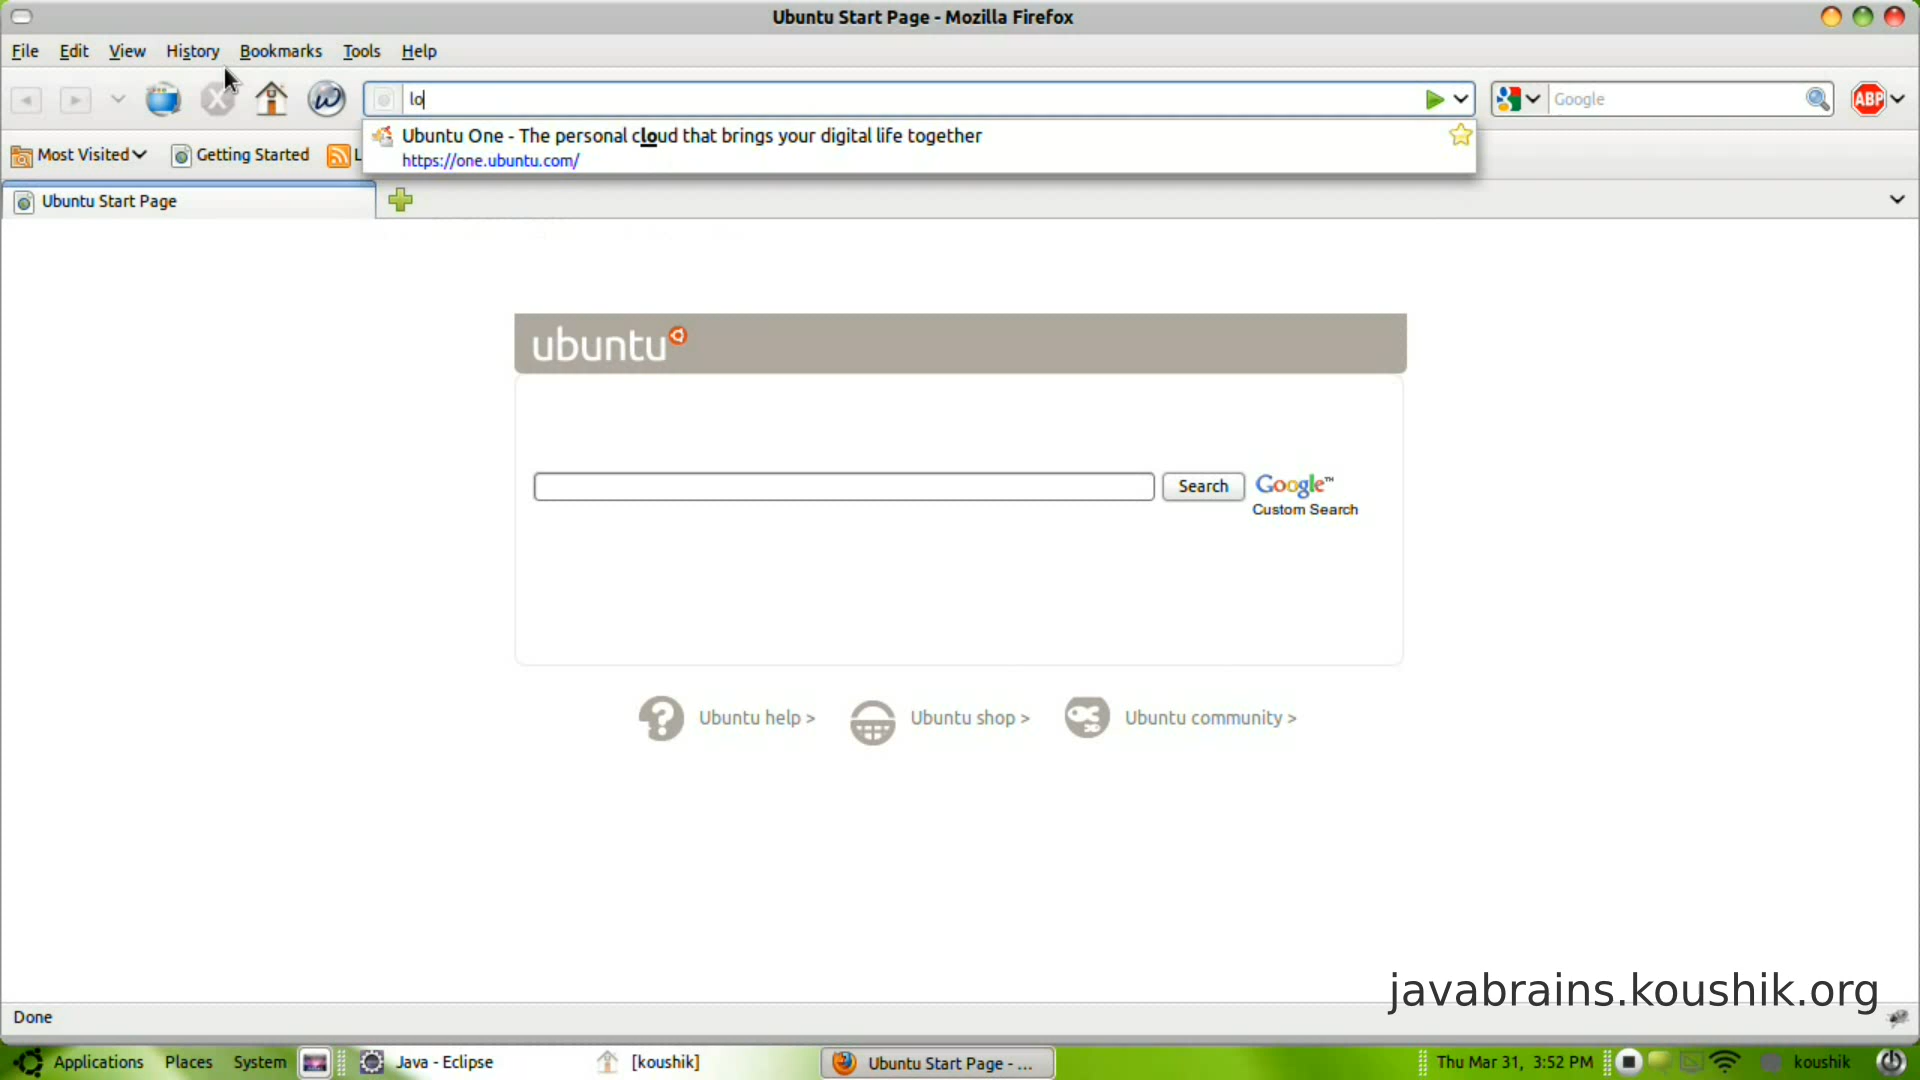 Ubuntu Start Page - Mozilla Firefox
File Edit View History Bookmarks Tools Help
lo
Google
ABP
Ubuntu One - The personal cloud that brings your digital life together
https://one.ubuntu.com/
Most Visited Getting Started L
Ubuntu Start Page
ubuntu
Search Google™
Custom Search
Ubuntu help > Ubuntu shop > Ubuntu community >
javabrains.koushik.org
Done
Applications Places System Java - Eclipse [koushik] Ubuntu Start Page - ... Thu Mar 31, 3:52 PM koushik